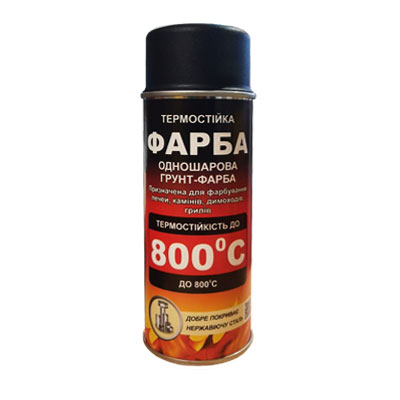 ТЕРМОСТІЙКА
ФАРБА
ОДНОШАРОВА
ГРУНТ-ФАРБА
Призначена для фарбування
печей, камінів, димоходів,
грилів
ТЕРМОСТІЙКІСТЬ ДО
800°C
ДО 800°C
ДОБРЕ ПОКРИВАЄ
НЕРЖАВІЮЧУ СТАЛЬ